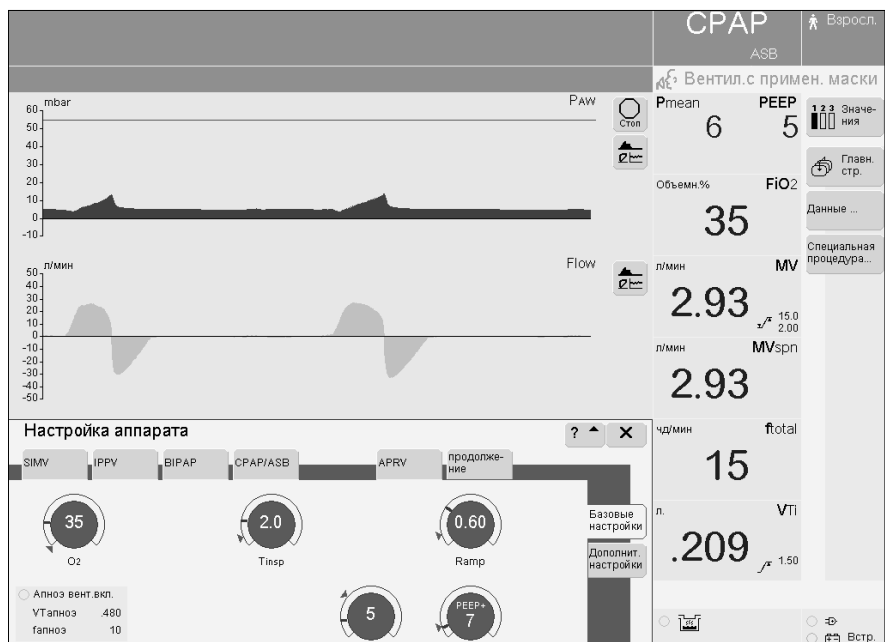 CPAP
ASB
Взросл.
Вентил.с примен. маски
mbar
60
50
40
30
20
10
0
-10
Paw
Стоп
л/мин
50
40
30
20
10
0
-10
-20
-30
-40
-50
Flow
Pmean PEEP
6 5
Объемн.% FiO2
35
л/мин MV
2.93
15.0
2.00
л/мин MVspn
2.93
чд/мин ftotal
15
л. VTi
.209
1.50
1 2 3 Значе-
ния
Главн.
стр.
Данные ...
Специальная
процедура...
Настройка аппарата
? X
SIMV IPPV BIPAP CPAP/ASB APRV продолже-
ние
35
O2
2.0
Tinsp
0.60
Ramp
Базовые
настройки
Дополнит.
настройки
Апноэ вент.вкл.
VTапноэ .480
fапноэ 10
5
PEEP+
7
Встр.